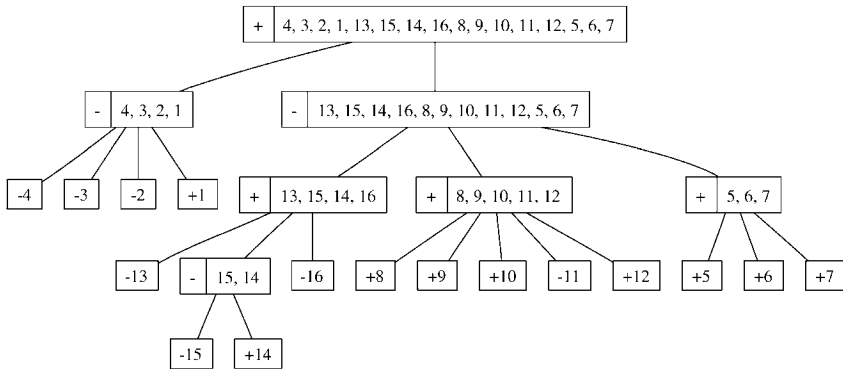 + 4, 3, 2, 1, 13, 15, 14, 16, 8, 9, 10, 11, 12, 5, 6, 7
- 4, 3, 2, 1
- 13, 15, 14, 16, 8, 9, 10, 11, 12, 5, 6, 7
-4 -3 -2 +1
+ 13, 15, 14, 16
+ 8, 9, 10, 11, 12
+ 5, 6, 7
-13
- 15, 14
-16
+8 +9 +10 -11 +12
+5 +6 +7
-15 +14